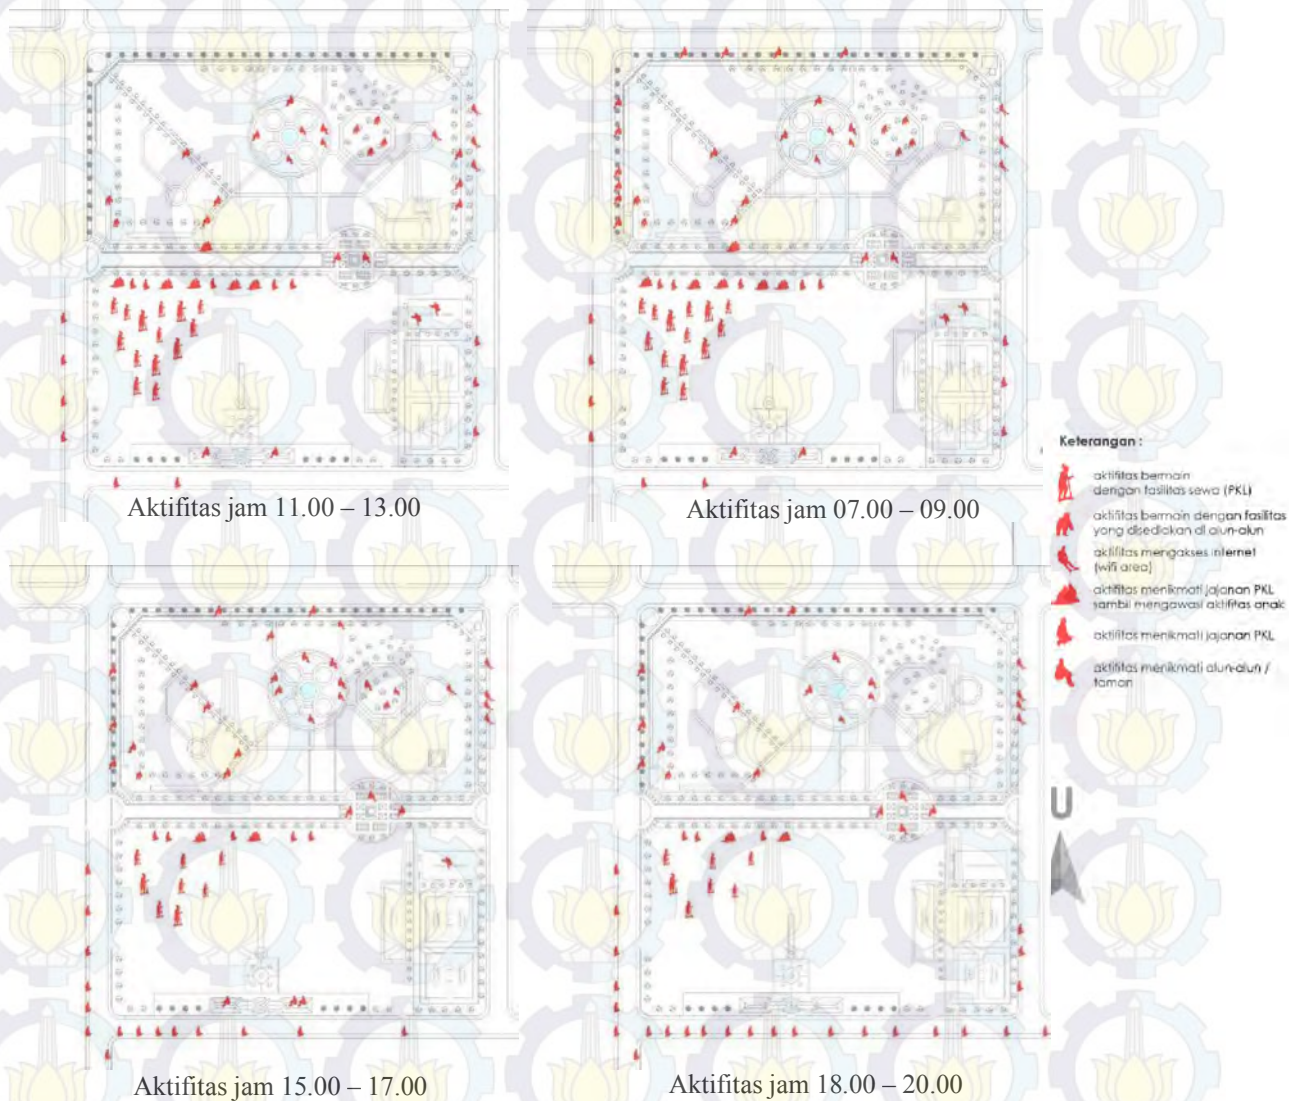 Aktifitas jam 11.00 – 13.00
Aktifitas jam 07.00 – 09.00
Keterangan :
aktifitas bermain
dengan fasilitas sewa (PKL)
aktifitas bermain dengan fasilitas
yang disediakan di alun-alun
aktifitas mengakses internet
(wifi area)
aktifitas menikmati jajanan PKL
sambil mengawasi aktifitas anak
aktifitas menikmati jajanan PKL
aktifitas menikmati alun-alun /
taman
U
Aktifitas jam 15.00 – 17.00
Aktifitas jam 18.00 – 20.00